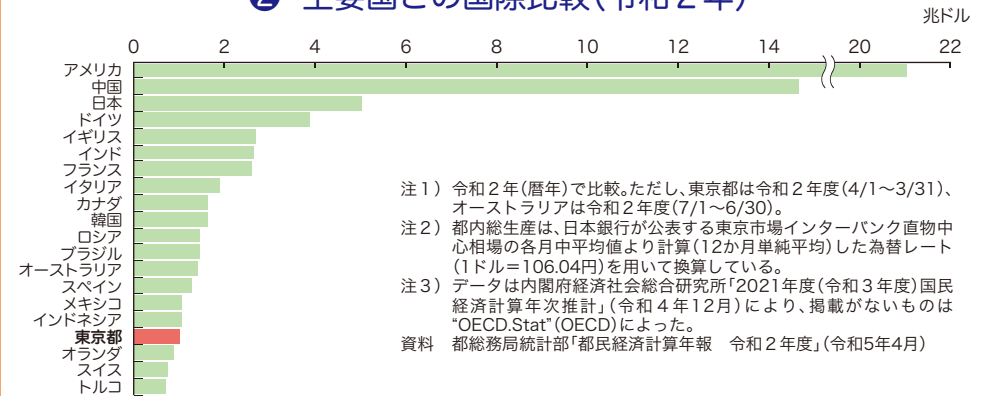 ❷ 主要国との国際比較(令和2年)
兆ドル
0 2 4 6 8 10 12 14 20 22
アメリカ
中国
日本
ドイツ
イギリス
インド
フランス
イタリア
カナダ
韓国
ロシア
ブラジル
オーストラリア
スペイン
メキシコ
インドネシア
東京都
オランダ
スイス
トルコ
注1) 令和2年(暦年)で比較。ただし、東京都は令和2年度(4/1〜3/31)、
オーストラリアは令和2年度(7/1〜6/30)。
注2) 都内総生産は、日本銀行が公表する東京市場インターバンク直物中
心相場の各月中平均値より計算(12か月単純平均)した為替レート
(1ドル=106.04円)を用いて換算している。
注3) データは内閣府経済社会総合研究所「2021年度(令和3年度)国民
経済計算年次推計」(令和4年12月)により、掲載がないものは
“OECD.Stat”(OECD)によった。
資料 都総務局統計部「都民経済計算年報 令和2年度」(令和5年4月)